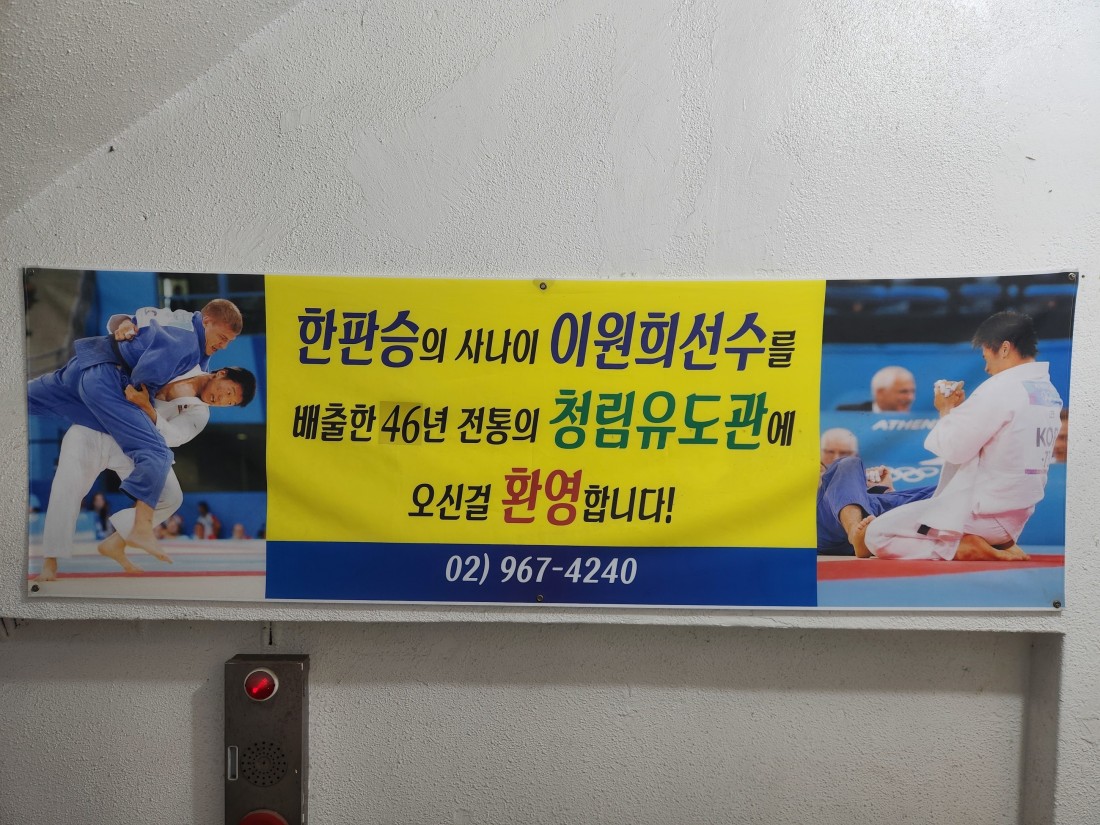 한판승의 사나이 이원희선수를
배출한 46년 전통의 청림유도관에
오신걸 환영합니다!
02) 967-4240
ATHEN
KO